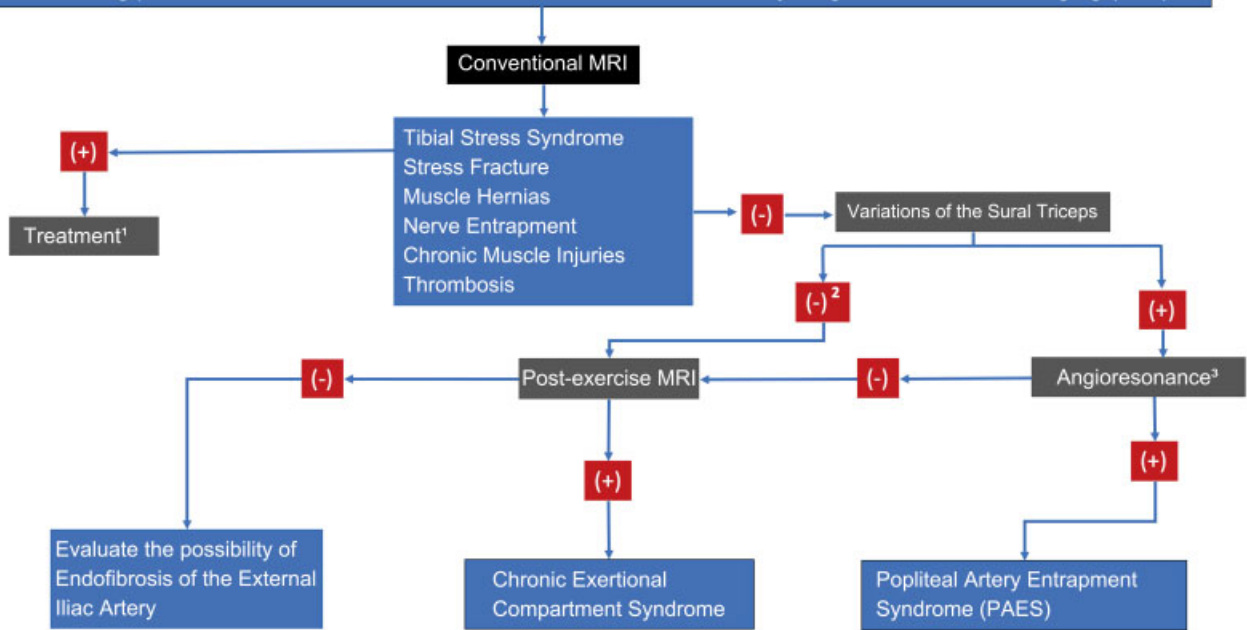 Conventional MRI
Tibial Stress Syndrome
Stress Fracture
Muscle Hernias
Nerve Entrapment
Chronic Muscle Injuries
Thrombosis
(+)
Treatment¹
(-)
Variations of the Sural Triceps
(-)²
(+)
(-)
Post-exercise MRI
(-)
Angioresonance³
(+)
(+)
Evaluate the possibility of
Endofibrosis of the External
Iliac Artery
Chronic Exertional
Compartment Syndrome
Popliteal Artery Entrapment
Syndrome (PAES)